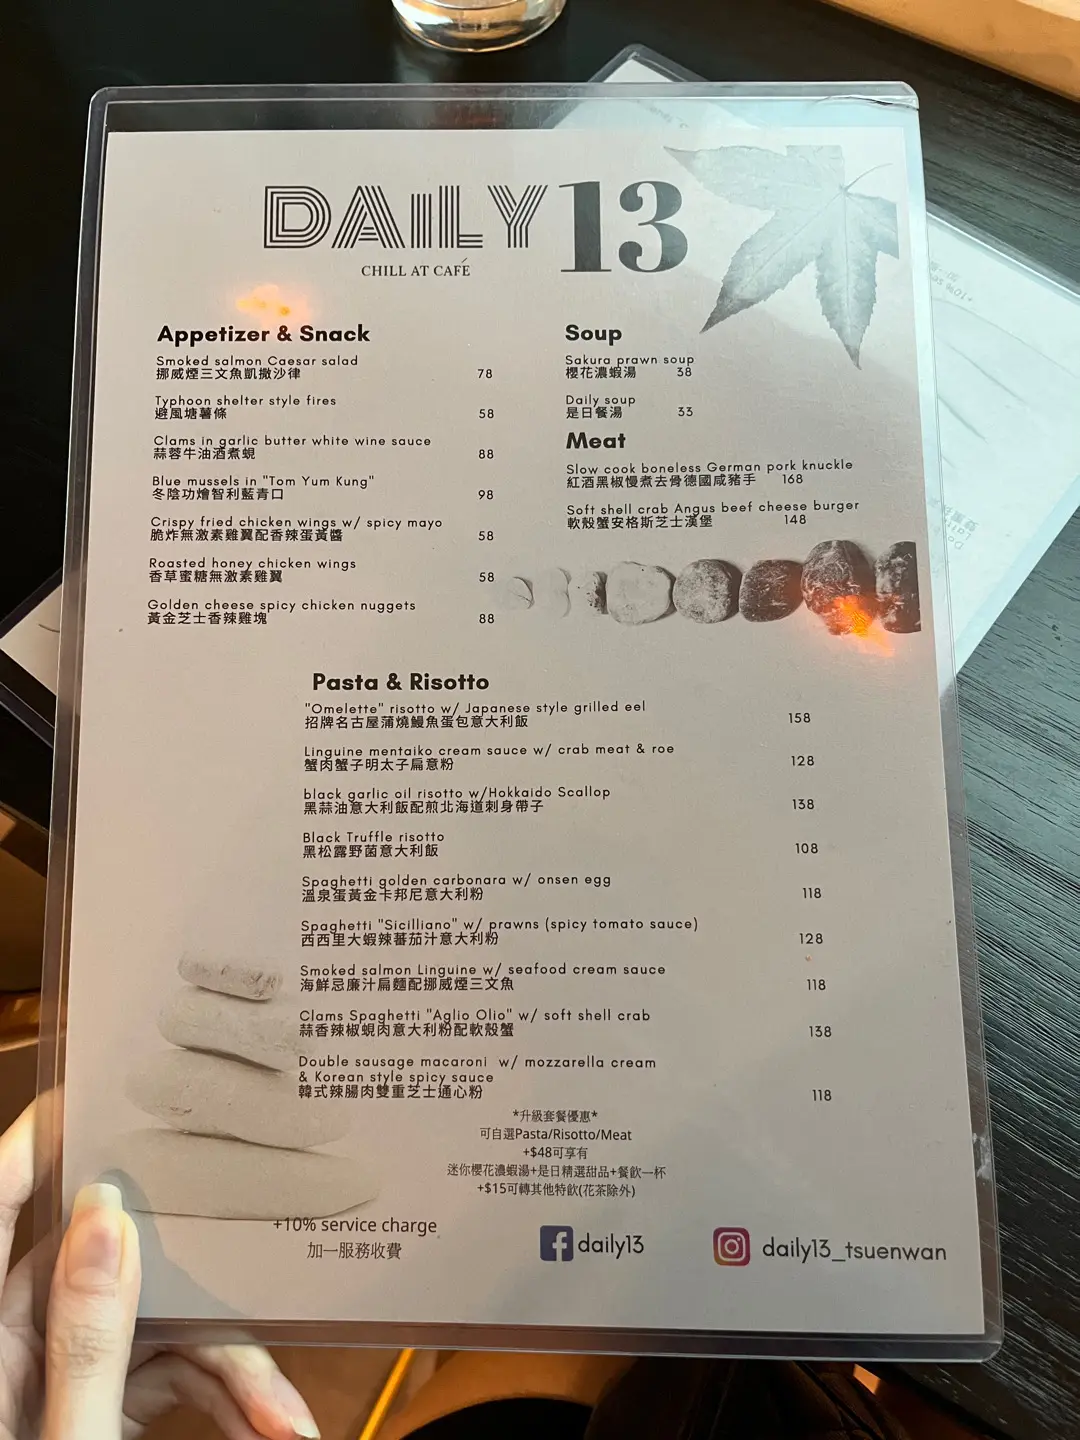 DAiLY 13
CHILL AT CAFÉ
Appetizer & Snack
Smoked salmon Caesar salad
挪威煙三文魚凱撒沙律 78
Typhoon shelter style fires
避風塘薯條 58
Clams in garlic butter white wine sauce
蒜蓉牛油酒煮蜆 88
Blue mussels in "Tom Yum Kung"
冬陰功燴智利藍青口 98
Crispy fried chicken wings w/ spicy mayo
脆炸無激素雞翼配香辣蛋黃醬 58
Roasted honey chicken wings
香草蜜糖無激素雞翼 58
Golden cheese spicy chicken nuggets
黃金芝士香辣雞塊 88
Soup
Sakura prawn soup
櫻花濃蝦湯 38
Daily soup
是日餐湯 33
Meat
Slow cook boneless German pork knuckle
紅酒黑椒慢煮去骨德國咸豬手 168
Soft shell crab Angus beef cheese burger
軟殼蟹安格斯芝士漢堡 148
Pasta & Risotto
"Omelette" risotto w/ Japanese style grilled eel
招牌名古屋蒲燒鰻魚蛋包意大利飯 158
Linguine mentaiko cream sauce w/ crab meat & roe
蟹肉蟹子明太子扁意粉 128
black garlic oil risotto w/Hokkaido Scallop
黑蒜油意大利飯配煎北海道刺身帶子 138
Black Truffle risotto
黑松露野菌意大利飯 108
Spaghetti golden carbonara w/ onsen egg
溫泉蛋黃金卡邦尼意大利粉 118
Spaghetti "Sicilliano" w/ prawns (spicy tomato sauce)
西西里大蝦辣蕃茄汁意大利粉 128
Smoked salmon Linguine w/ seafood cream sauce
海鮮忌廉汁扁麵配挪威煙三文魚 118
Clams Spaghetti "Aglio Olio" w/ soft shell crab
蒜香辣椒蜆肉意大利粉配軟殼蟹 138
Double sausage macaroni w/ mozzarella cream
& Korean style spicy sauce
韓式辣腸肉雙重芝士通心粉 118
*升級套餐優惠*
可自選Pasta/Risotto/Meat
+$48可享有
迷你櫻花濃蝦湯+是日精選甜品+餐飲一杯
+$15可轉其他特飲(花茶除外)
+10% service charge
加一服務收費
daily13
daily13_tsuenwan